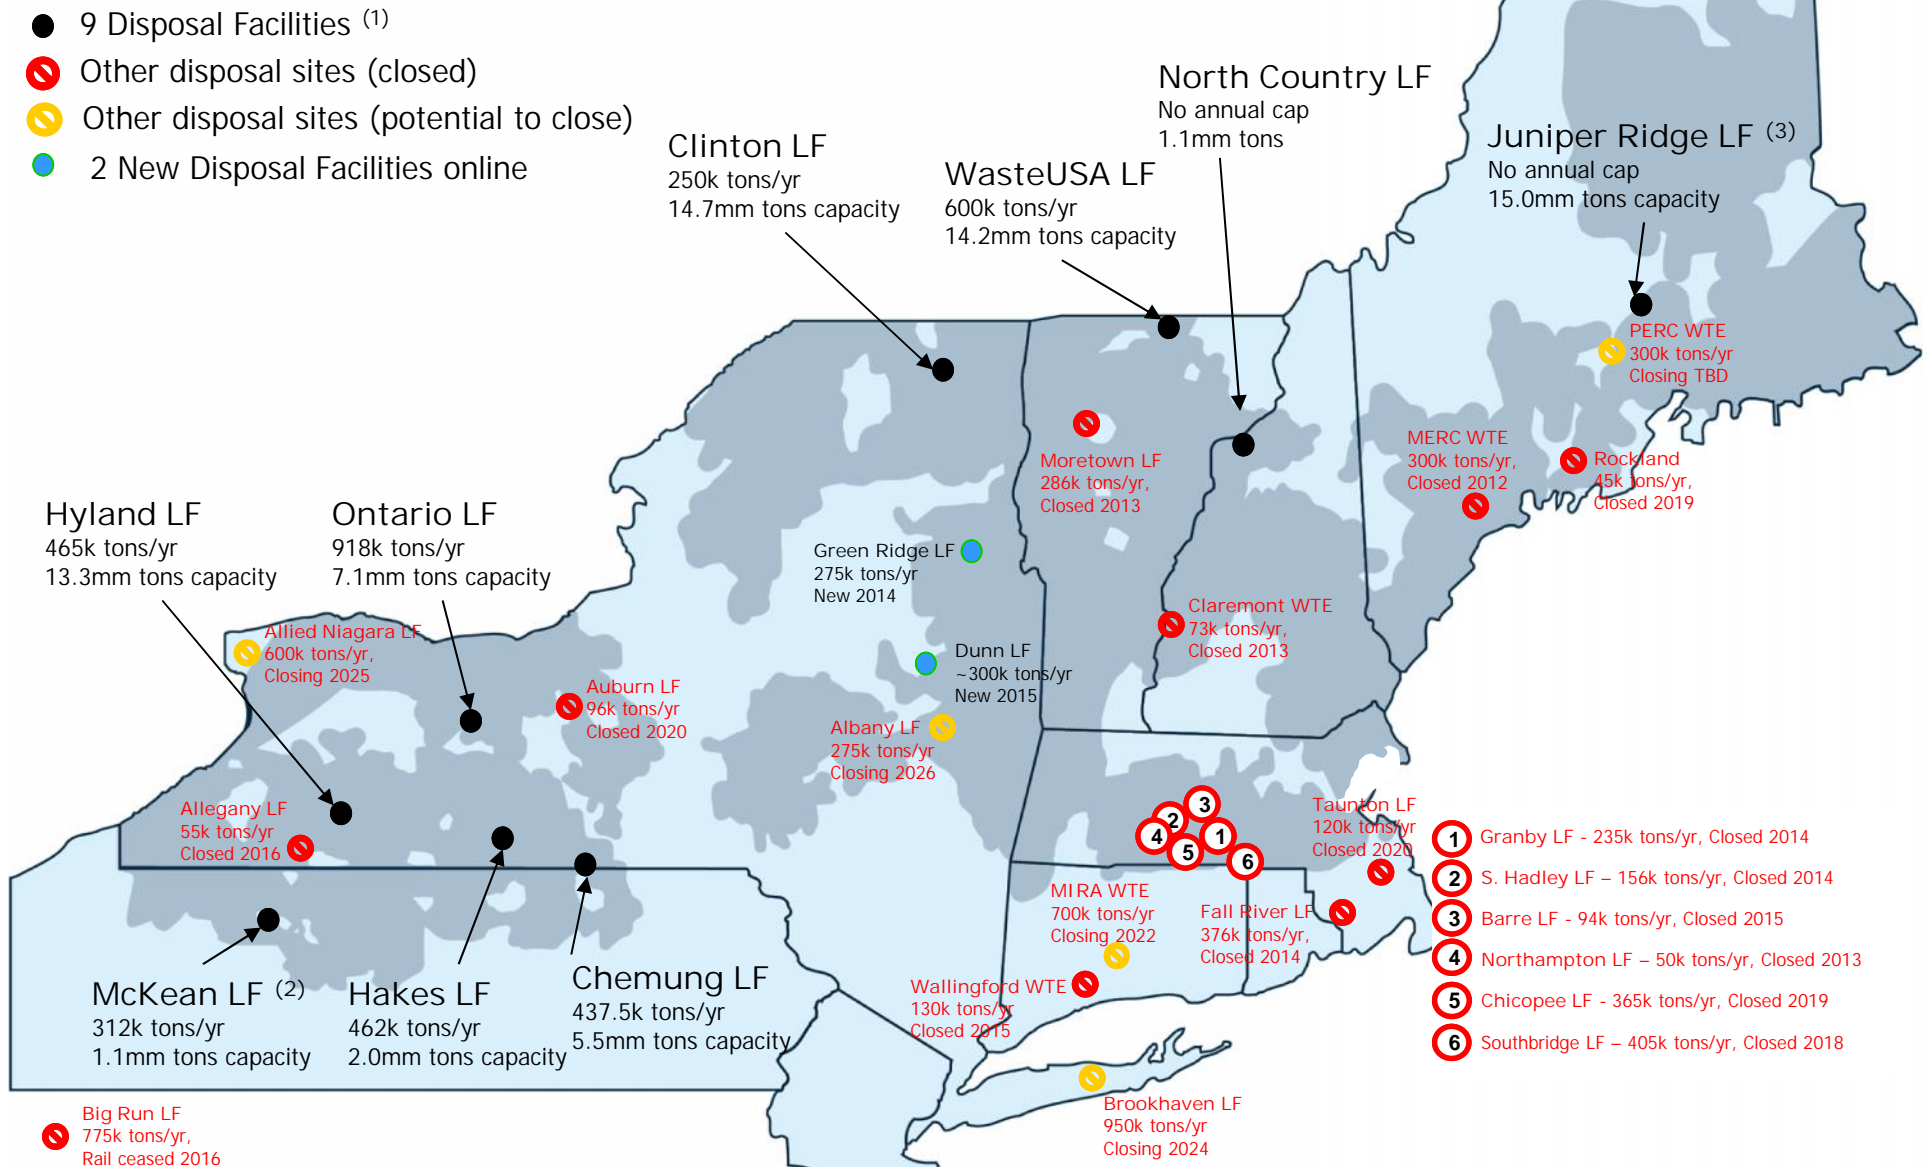 9 Disposal Facilities (1)
Other disposal sites (closed)
Other disposal sites (potential to close)
2 New Disposal Facilities online
Clinton LF
250k tons/yr
14.7mm tons capacity
WasteUSA LF
600k tons/yr
14.2mm tons capacity
North Country LF
No annual cap
1.1mm tons
Juniper Ridge LF (3)
No annual cap
15.0mm tons capacity
PERC WTE
300k tons/yr
Closing TBD
MERC WTE
300k tons/yr,
Closed 2012
Rockland
45k tons/yr,
Closed 2019
Moretown LF
286k tons/yr,
Closed 2013
Hyland LF
465k tons/yr
13.3mm tons capacity
Ontario LF
918k tons/yr
7.1mm tons capacity
Green Ridge LF
275k tons/yr
New 2014
Claremont WTE
73k tons/yr,
Closed 2013
Allied Niagara LF
600k tons/yr,
Closing 2025
Dunn LF
~300k tons/yr
New 2015
Auburn LF
96k tons/yr
Closed 2020
Albany LF
275k tons/yr
Closing 2026
Allegany LF
55k tons/yr
Closed 2016
3
2
4
1
5
6
Taunton LF
120k tons/yr
Closed 2020
1 Granby LF - 235k tons/yr, Closed 2014
2 S. Hadley LF – 156k tons/yr, Closed 2014
3 Barre LF - 94k tons/yr, Closed 2015
4 Northampton LF – 50k tons/yr, Closed 2013
5 Chicopee LF - 365k tons/yr, Closed 2019
6 Southbridge LF – 405k tons/yr, Closed 2018
MIRA WTE
700k tons/yr
Closing 2022
Fall River LF
376k tons/yr,
Closed 2014
Wallingford WTE
130k tons/yr
Closed 2015
McKean LF (2)
312k tons/yr
1.1mm tons capacity
Hakes LF
462k tons/yr
2.0mm tons capacity
Chemung LF
437.5k tons/yr
5.5mm tons capacity
Big Run LF
775k tons/yr,
Rail ceased 2016
Brookhaven LF
950k tons/yr
Closing 2024